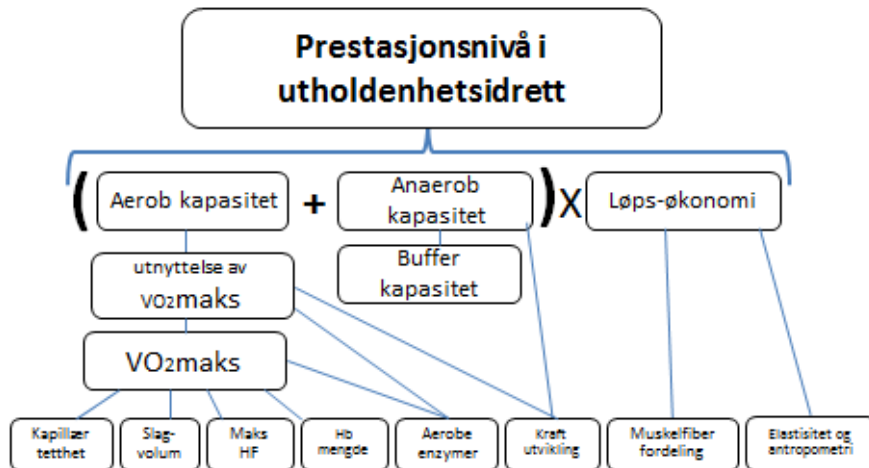 Prestasjonsnivå i
utholdenhetsidrett
( Aerob kapasitet + Anaerob
kapasitet ) X Løps-økonomi
utnyttelse av
VO2maks
Buffer
kapasitet
VO2maks
Kapillær
tetthet
Slag-
volum
Maks
HF
Hb
mengde
Aerobe
enzymer
Kraft
utvikling
Muskelfiber
fordeling
Elastisitet og
antropometri